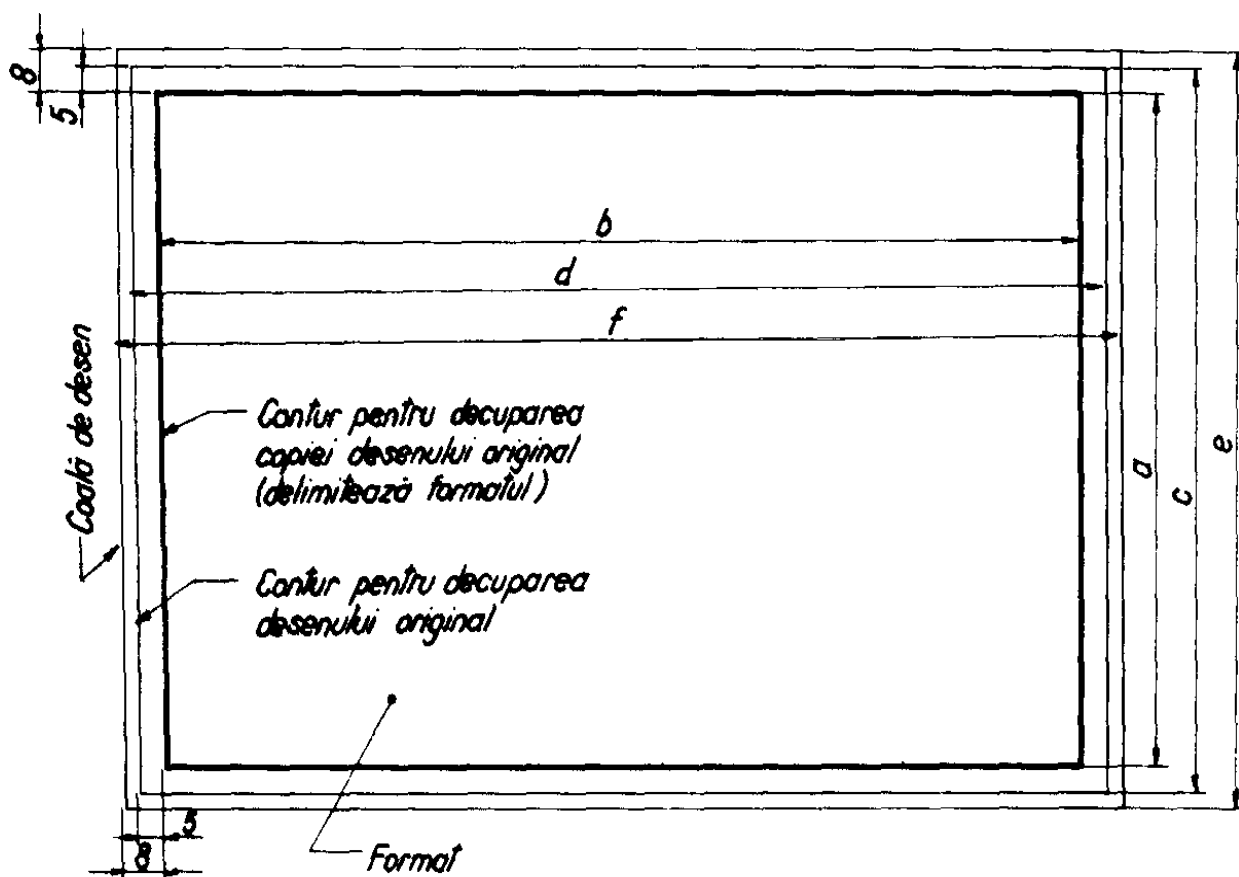 8
5
b
d
f
Coală de desen
Contur pentru decuparea
copiei desenului original
(delimitează formatul)
a
c
e
Contur pentru decuparea
desenului original
5
8
Format